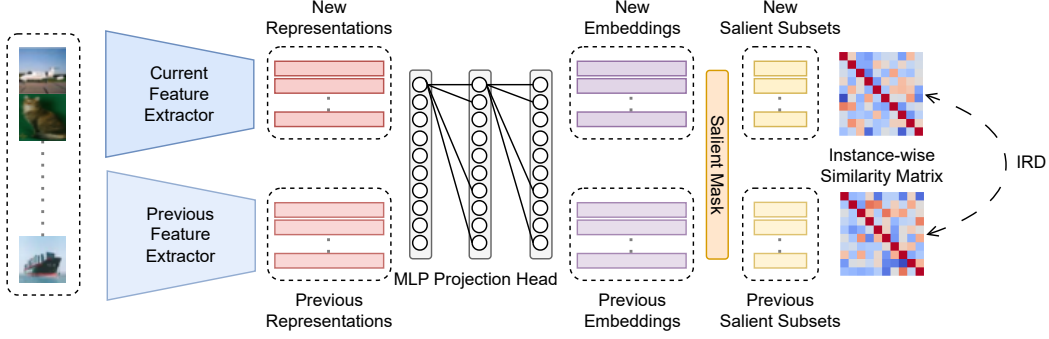 New
Representations
New
Embeddings
New
Salient Subsets
Current
Feature
Extractor
Salient Mask
Instance-wise
Similarity Matrix
IRD
Previous
Feature
Extractor
MLP Projection Head
Previous
Representations
Previous
Embeddings
Previous
Salient Subsets